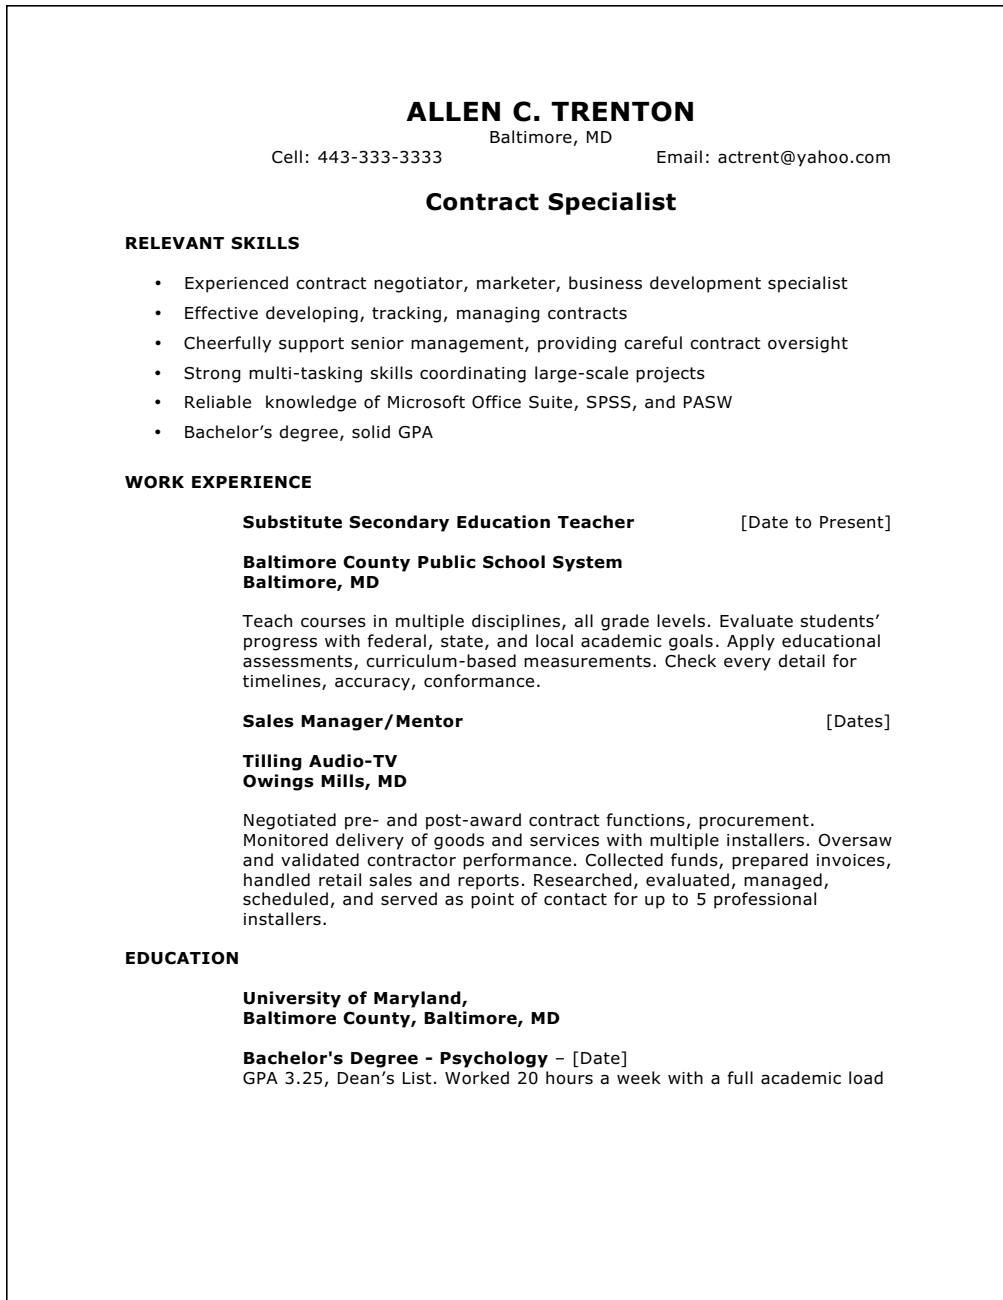 ALLEN C. TRENTON
Baltimore, MD
Cell: 443-333-3333 Email: actrent@yahoo.com
Contract Specialist
RELEVANT SKILLS
• Experienced contract negotiator, marketer, business development specialist
• Effective developing, tracking, managing contracts
• Cheerfully support senior management, providing careful contract oversight
• Strong multi-tasking skills coordinating large-scale projects
• Reliable  knowledge of Microsoft Office Suite, SPSS, and PASW
• Bachelor’s degree, solid GPA
WORK EXPERIENCE
Substitute Secondary Education Teacher [Date to Present]
Baltimore County Public School System
Baltimore, MD
Teach courses in multiple disciplines, all grade levels. Evaluate students’
progress with federal, state, and local academic goals. Apply educational
assessments, curriculum-based measurements. Check every detail for
timelines, accuracy, conformance.
Sales Manager/Mentor [Dates]
Tilling Audio-TV
Owings Mills, MD
Negotiated pre- and post-award contract functions, procurement.
Monitored delivery of goods and services with multiple installers. Oversaw
and validated contractor performance. Collected funds, prepared invoices,
handled retail sales and reports. Researched, evaluated, managed,
scheduled, and served as point of contact for up to 5 professional
installers.
EDUCATION
University of Maryland,
Baltimore County, Baltimore, MD
Bachelor's Degree - Psychology – [Date]
GPA 3.25, Dean’s List. Worked 20 hours a week with a full academic load